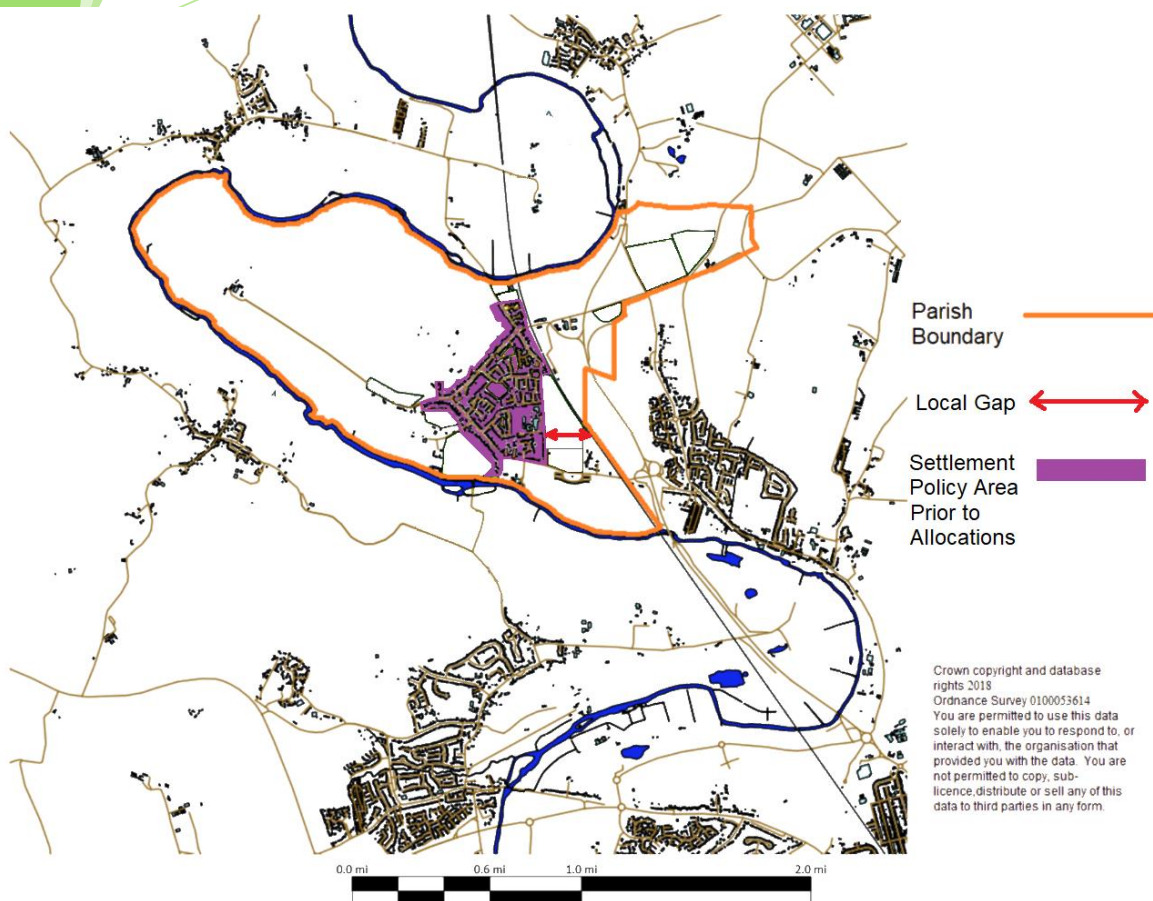 Parish
Boundary
Local Gap
Settlement
Policy Area
Prior to
Allocations
Crown copyright and database
rights 2018
Ordnance Survey 0100053614
You are permitted to use this data
solely to enable you to respond to, or
interact with, the organisation that
provided you with the data. You are
not permitted to copy, sub-
licence,distribute or sell any of this
data to third parties in any form.
0.0 mi 0.6 mi 1.0 mi 2.0 mi